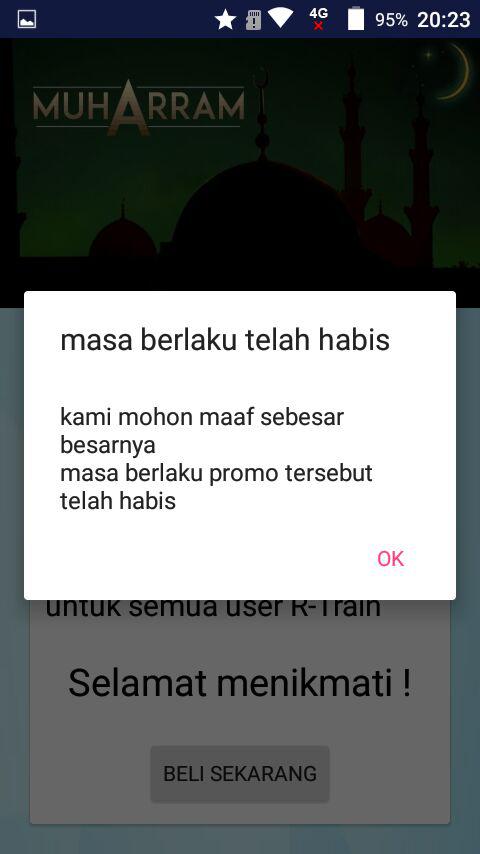 4G
95%
20:23
MUHARRAM
masa berlaku telah habis
kami mohon maaf sebesar
besarnya
masa berlaku promo tersebut
telah habis
OK
untuk semua user R-Train
Selamat menikmati !
BELI SEKARANG